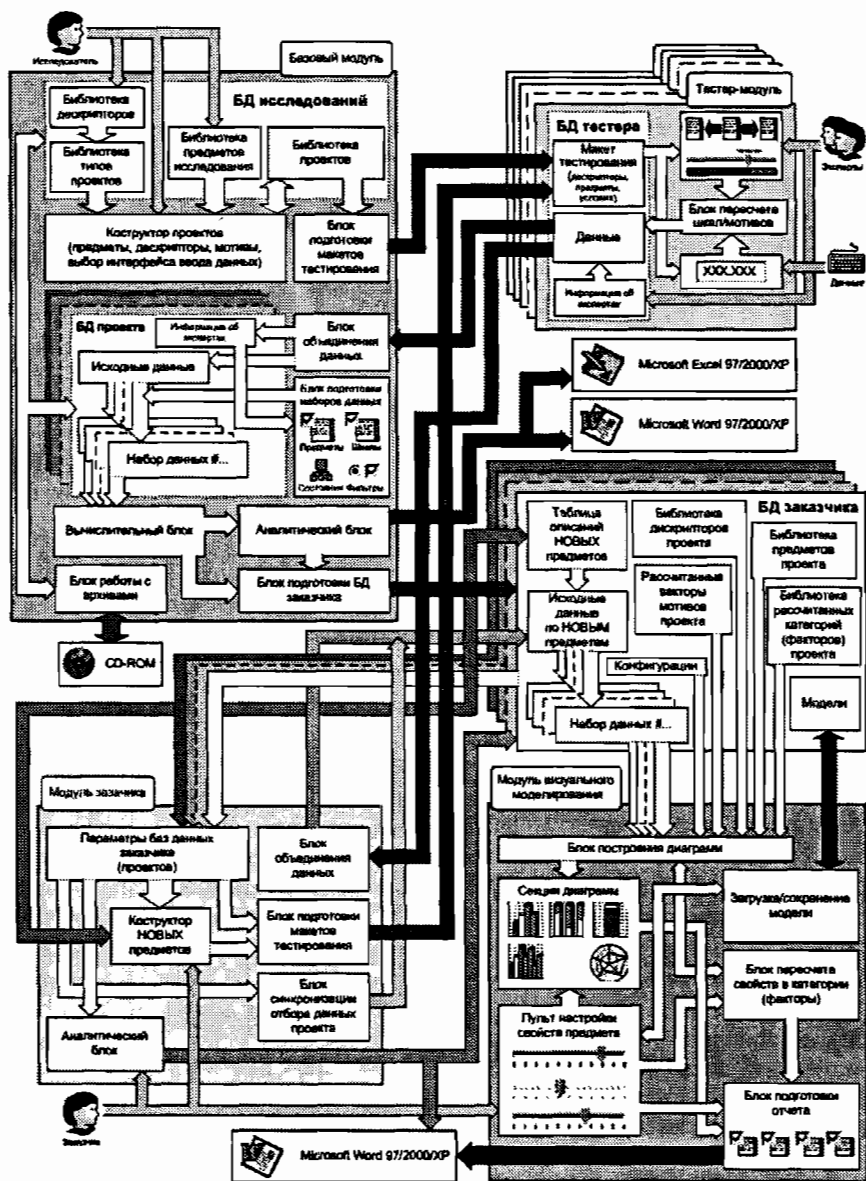 Исследователь
Базовый модуль
БД исследований
Библиотека
дескрипторов
Библиотека
типов
проектов
Библиотека
предметов
исследования
Библиотека
проектов
Коструктор проектов
(предметы, дескрипторы, мотивы,
выбор интерфейса ввода данных)
Блок
подготовки
макетов
тестирования
БД проекта
Информация об
экспертах
Исходные данные
Набор данных #...
Блок
объединения
данных
Блок подготовки
наборов данных
Предметы
Шкалы
Состояния
Фильтры
Вычислительный блок
Аналитический блок
Блок работы с
архивами
Блок подготовки БД
заказчика
CD-ROM
Тестер-модуль
БД тестера
Макет
тестирования
(дескрипторы,
предметы,
условия)
Данные
Информация об
экспертах
Блок пересчета
шкал/мотивов
XXX.XXX
Эксперты
Данные
Microsoft Excel 97/2000/XP
Microsoft Word 97/2000/XP
БД заказчика
Таблица
описаний
НОВЫХ
предметов
Библиотека
дискрипторов
проекта
Библиотека
предметов
проекта
Исходные
данные
по НОВЫМ
предметам
Рассчитанные
векторы
мотивов
проекта
Библиотека
рассчитанных
категорий
(факторов)
проекта
Конфигурации
Набор данных #...
Модели
Модуль заказчика
Параметры баз данных
заказчика
(проектов)
Блок
объединения
данных
Коструктор
НОВЫХ
предметов
Блок подготовки
макетов
тестирования
Блок
синхронизации
отбора данных
проекта
Аналитический
блок
Заказчик
Модуль визуального
моделирования
Блок построения диаграмм
Секция диаграмм
Загрузка/сохранение
модели
Блок пересчета
свойств в категории
(факторы)
Пульт настройки
свойств предмета
Блок подготовки
отчета
Microsoft Word 97/2000/XP